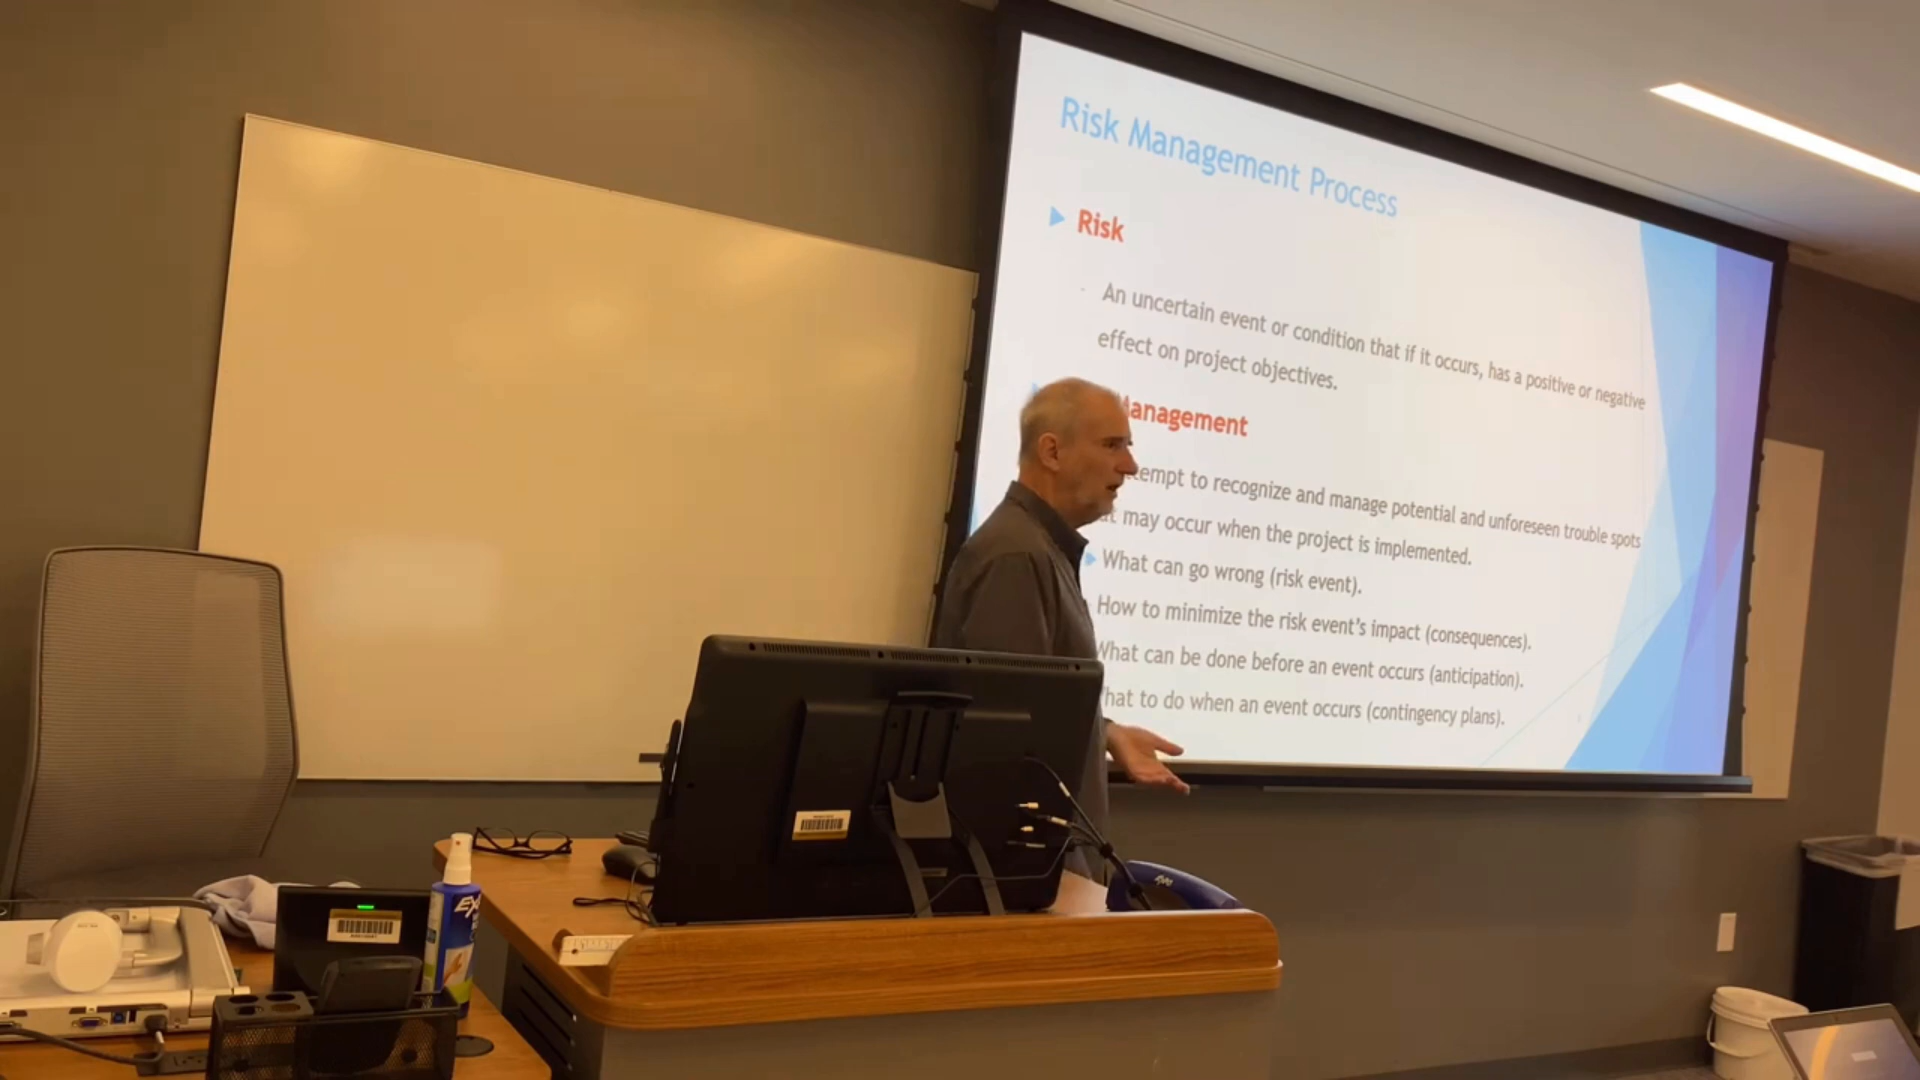 Risk Management Process
Risk
- An uncertain event or condition that if it occurs, has a positive or negative
effect on project objectives.
Management
to recognize and manage potential and unforeseen trouble spots
may occur when the project is implemented.
What can go wrong (risk event).
How to minimize the risk event's impact (consequences).
What can be done before an event occurs (anticipation).
to do when an event occurs (contingency plans).